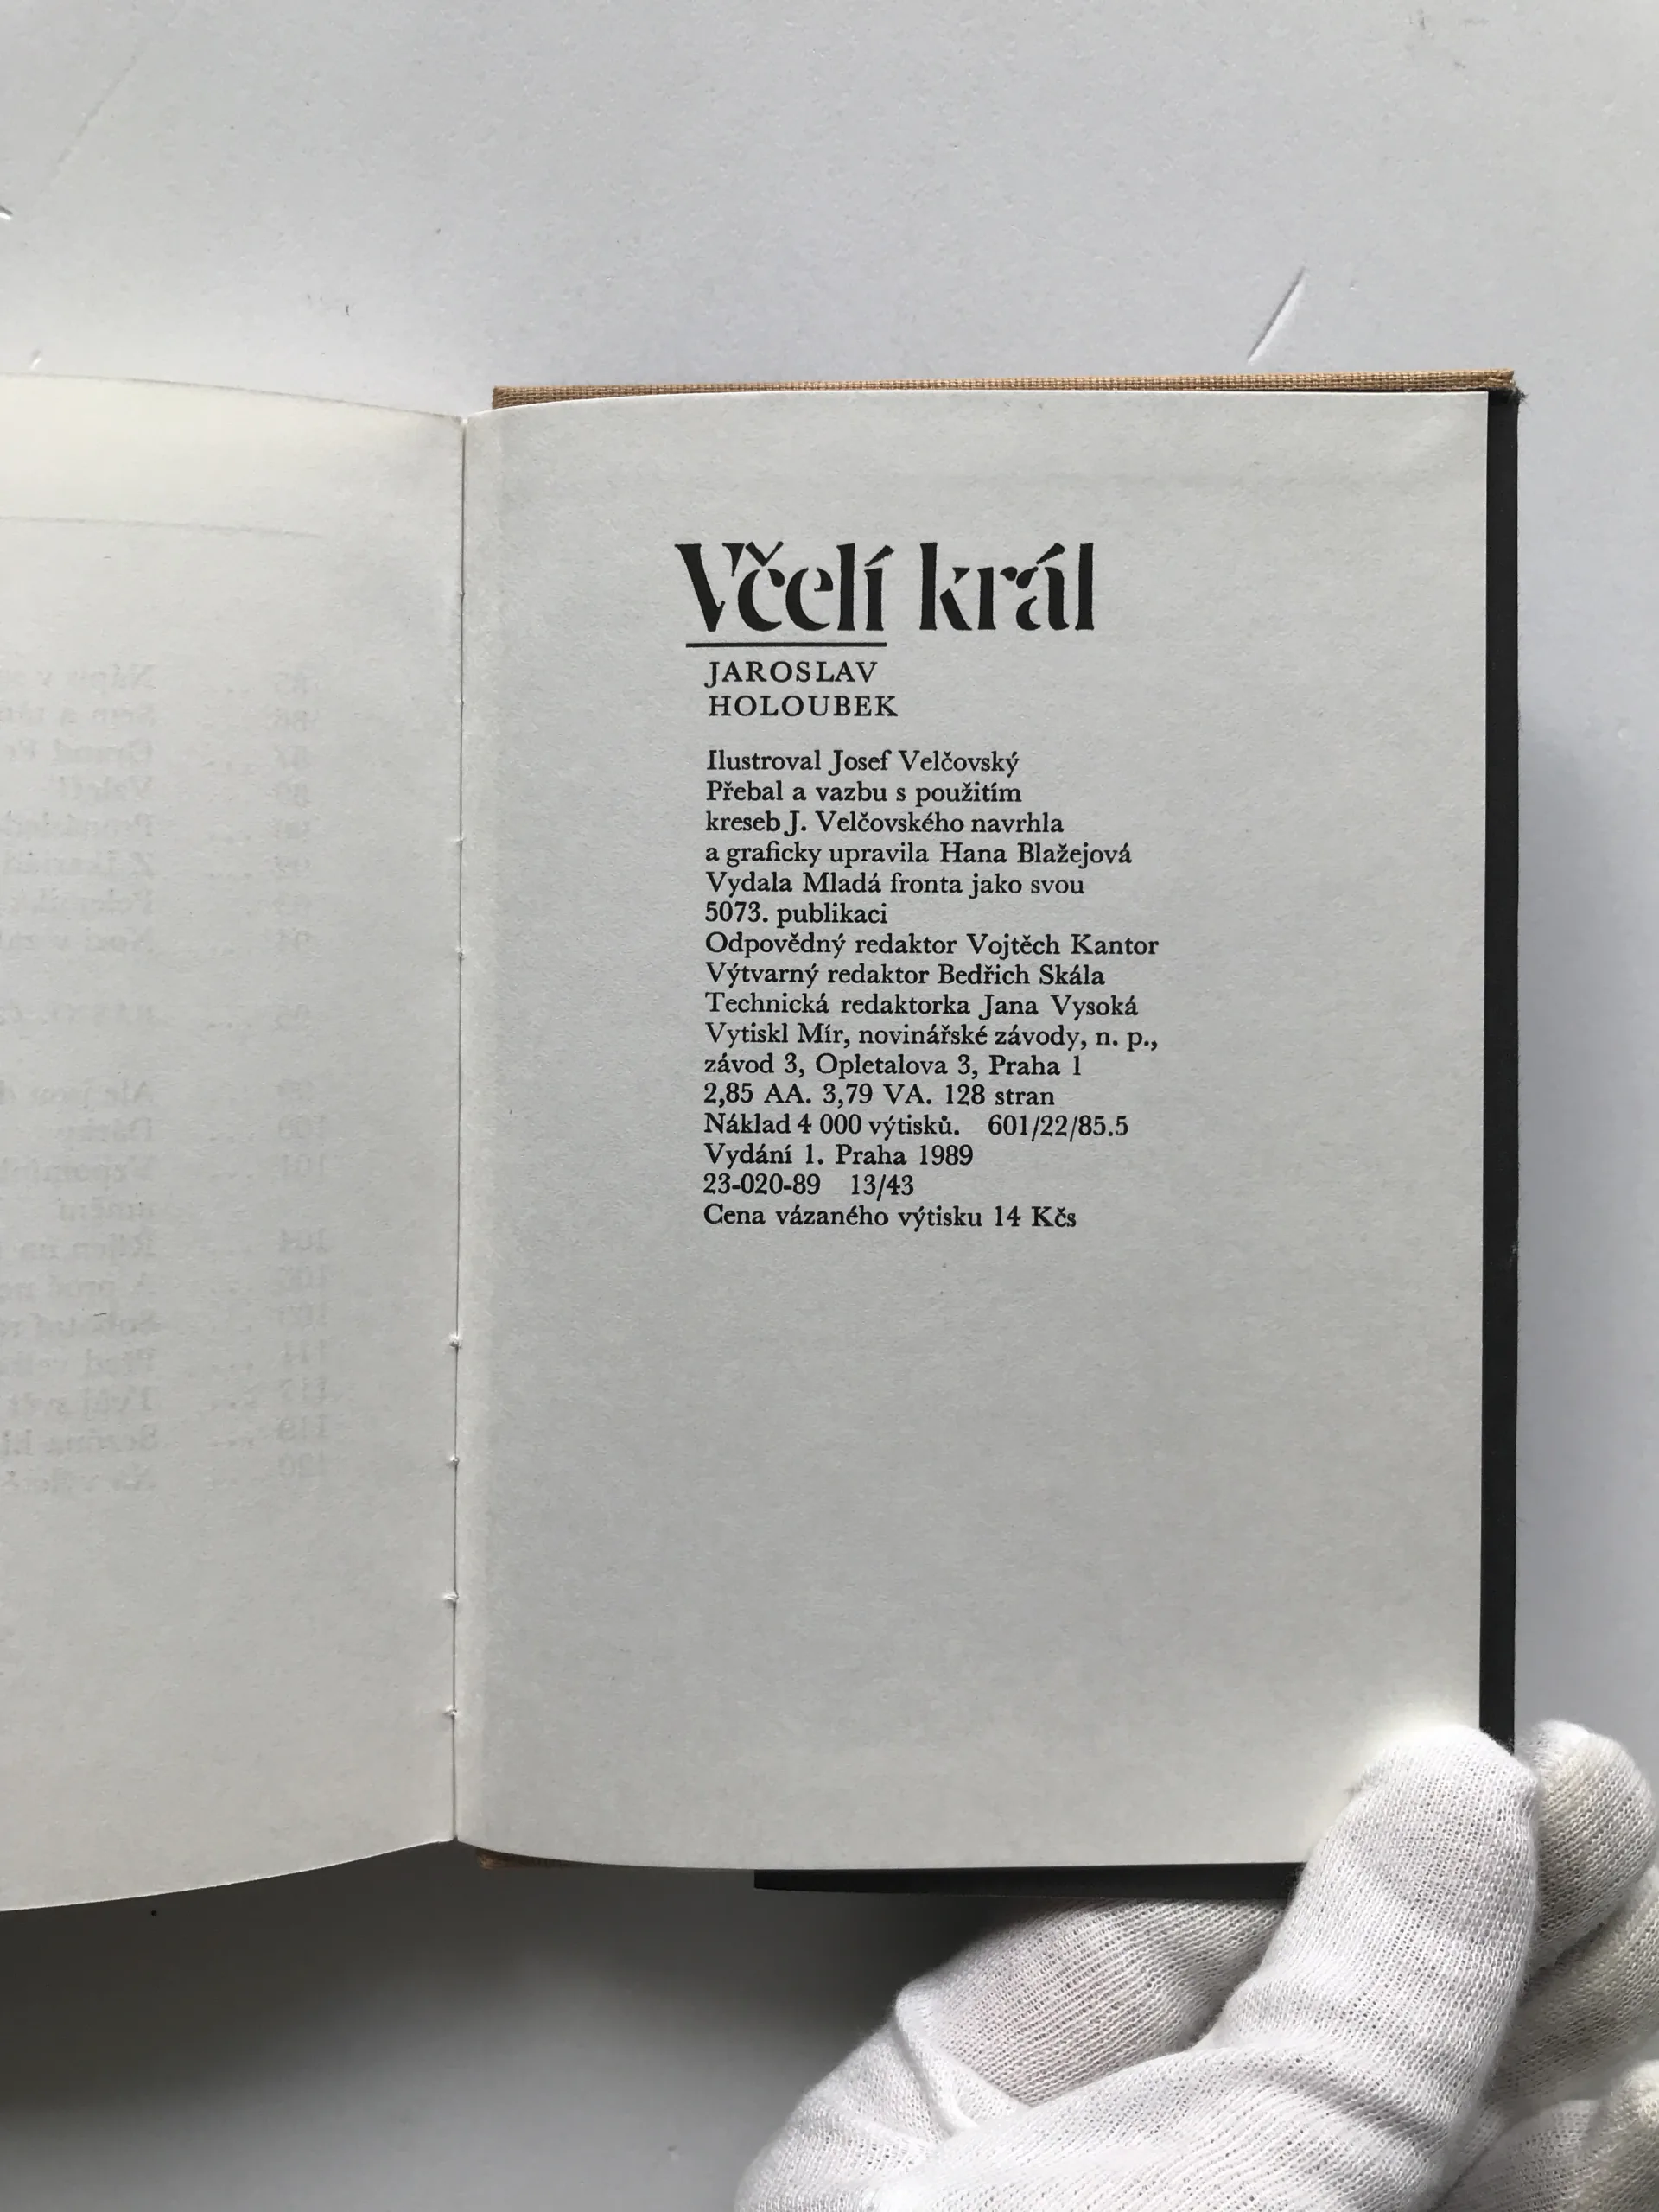 Včelí král
JAROSLAV
HOLOUBEK
Ilustroval Josef Velčovský
Přebal a vazbu s použitím
kreseb J. Velčovského navrhla
a graficky upravila Hana Blažejová
Vydala Mladá fronta jako svou
5073. publikaci
Odpovědný redaktor Vojtěch Kantor
Výtvarný redaktor Bedřich Skála
Technická redaktorka Jana Vysoká
Vytiskl Mír, novinářské závody, n. p.,
závod 3, Opletalova 3, Praha 1
2,85 AA. 3,79 VA. 128 stran
Náklad 4 000 výtisků. 601/22/85.5
Vydání 1. Praha 1989
23-020-89 13/43
Cena vázaného výtisku 14 Kčs